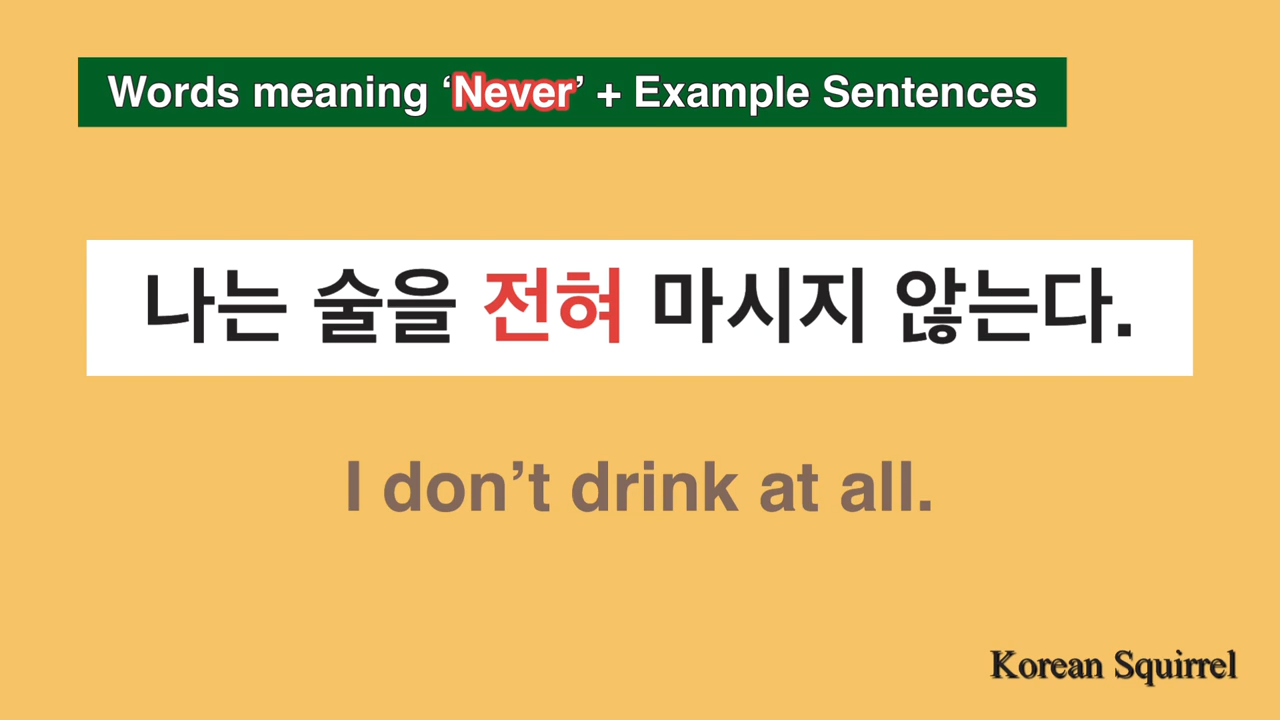 Words meaning ‘Never’ + Example Sentences
나는 술을 전혀 마시지 않는다.
I don’t drink at all.
Korean Squirrel